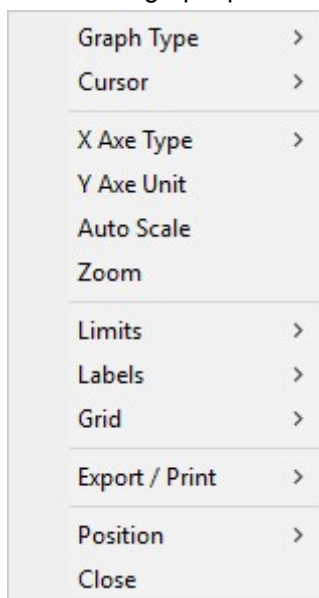 Graph Type
Cursor
X Axe Type
Y Axe Unit
Auto Scale
Zoom
Limits
Labels
Grid
Export / Print
Position
Close